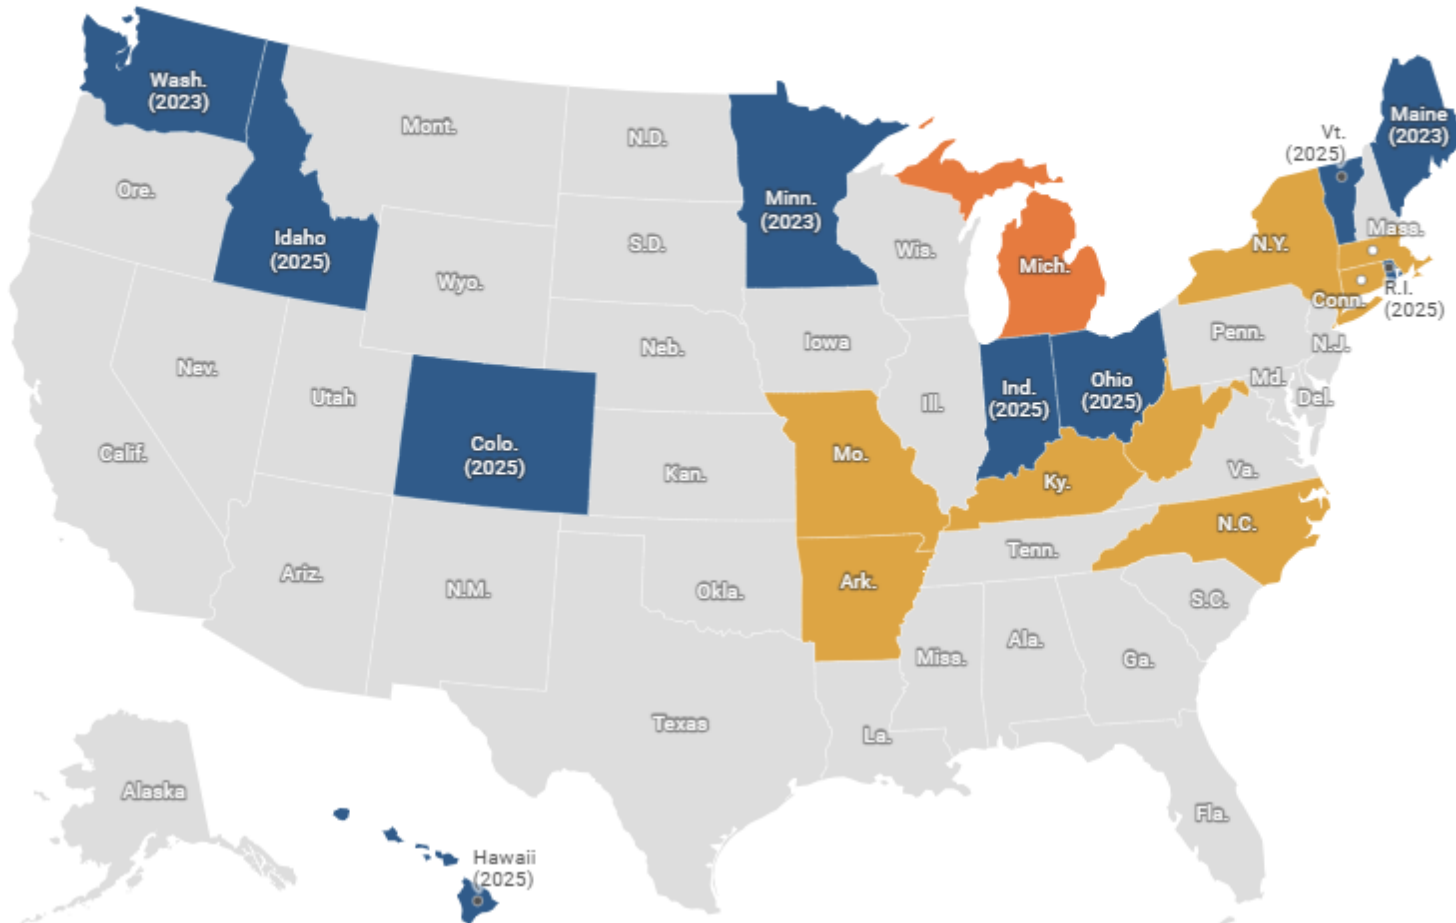 Wash.
(2023)
Mont.
N.D.
Minn.
(2023)
Maine
(2023)
Vt.
(2025)
Ore.
Idaho
(2025)
S.D.
Wis.
Mich.
N.Y.
Mass.
Wyo.
Conn.
R.I.
(2025)
Nev.
Utah
Neb.
Iowa
Ill.
Ind.
(2025)
Ohio
(2025)
Penn.
N.J.
Md.
Del.
Calif.
Colo.
(2025)
Kan.
Mo.
Ky.
Va.
Ariz.
N.M.
Okla.
Ark.
Tenn.
N.C.
S.C.
Miss.
Ala.
Ga.
Texas
La.
Fla.
Alaska
Hawaii
(2025)